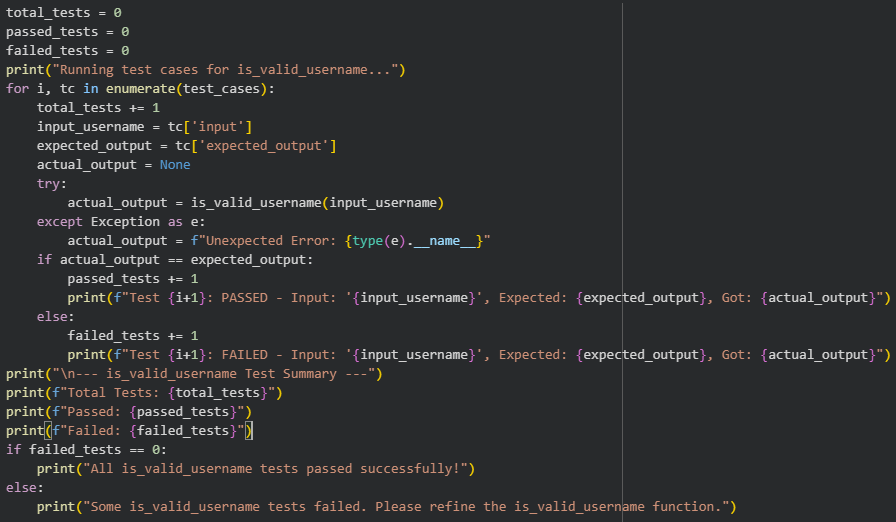 total_tests = 0
passed_tests = 0
failed_tests = 0
print("Running test cases for is_valid_username...")
for i, tc in enumerate(test_cases):
    total_tests += 1
    input_username = tc['input']
    expected_output = tc['expected_output']
    actual_output = None
    try:
        actual_output = is_valid_username(input_username)
    except Exception as e:
        actual_output = f"Unexpected Error: {type(e).__name__}"
    if actual_output == expected_output:
        passed_tests += 1
        print(f"Test {i+1}: PASSED - Input: '{input_username}', Expected: {expected_output}, Got: {actual_output}")
    else:
        failed_tests += 1
        print(f"Test {i+1}: FAILED - Input: '{input_username}', Expected: {expected_output}, Got: {actual_output}")
print("\n--- is_valid_username Test Summary ---")
print(f"Total Tests: {total_tests}")
print(f"Passed: {passed_tests}")
print(f"Failed: {failed_tests}")
if failed_tests == 0:
    print("All is_valid_username tests passed successfully!")
else:
    print("Some is_valid_username tests failed. Please refine the is_valid_username function.")